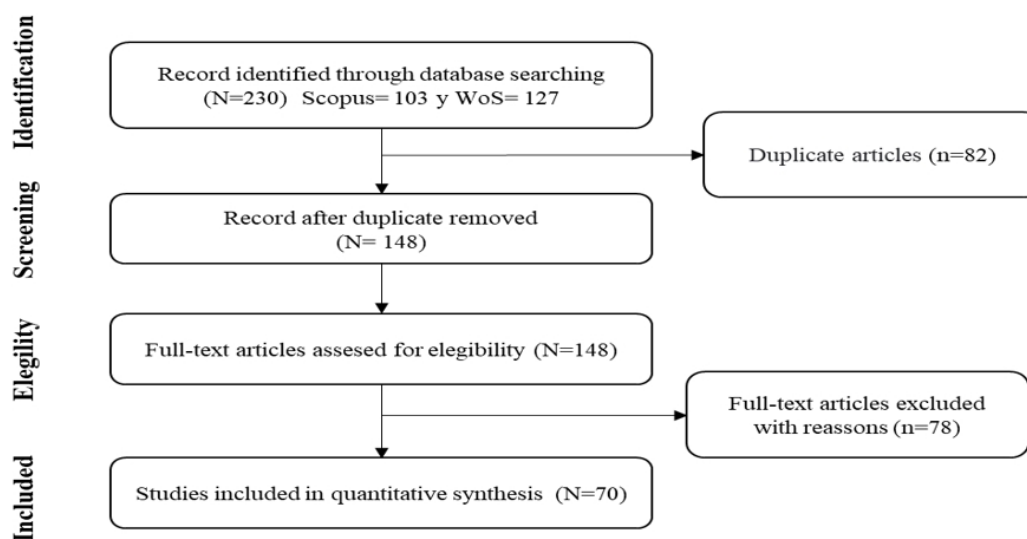 Identification
Record identified through database searching
(N=230) Scopus= 103 y WoS= 127
Duplicate articles (n=82)
Screening
Record after duplicate removed
(N= 148)
Elegility
Full-text articles assesed for elegibility (N=148)
Full-text articles excluded
with reassons (n=78)
Included
Studies included in quantitative synthesis (N=70)